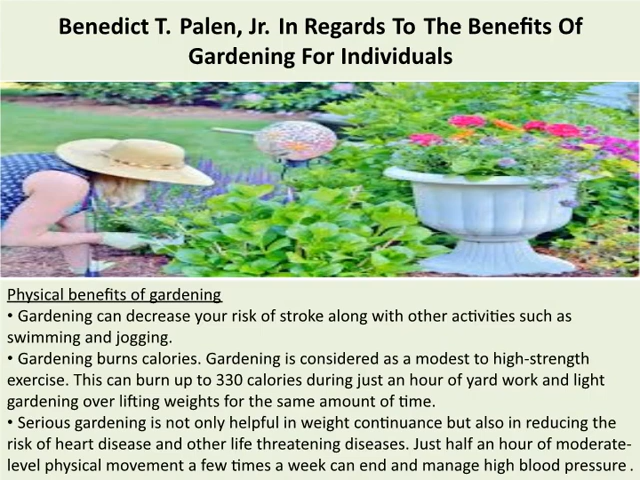 Benedict T. Palen, Jr. In Regards To The Benefits Of
Gardening For Individuals
Physical benefits of gardening
• Gardening can decrease your risk of stroke along with other activities such as
swimming and jogging.
• Gardening burns calories. Gardening is considered as a modest to high-strength
exercise. This can burn up to 330 calories during just an hour of yard work and light
gardening over lifting weights for the same amount of time.
• Serious gardening is not only helpful in weight continuance but also in reducing the
risk of heart disease and other life threatening diseases. Just half an hour of moderate-
level physical movement a few times a week can end and manage high blood pressure .